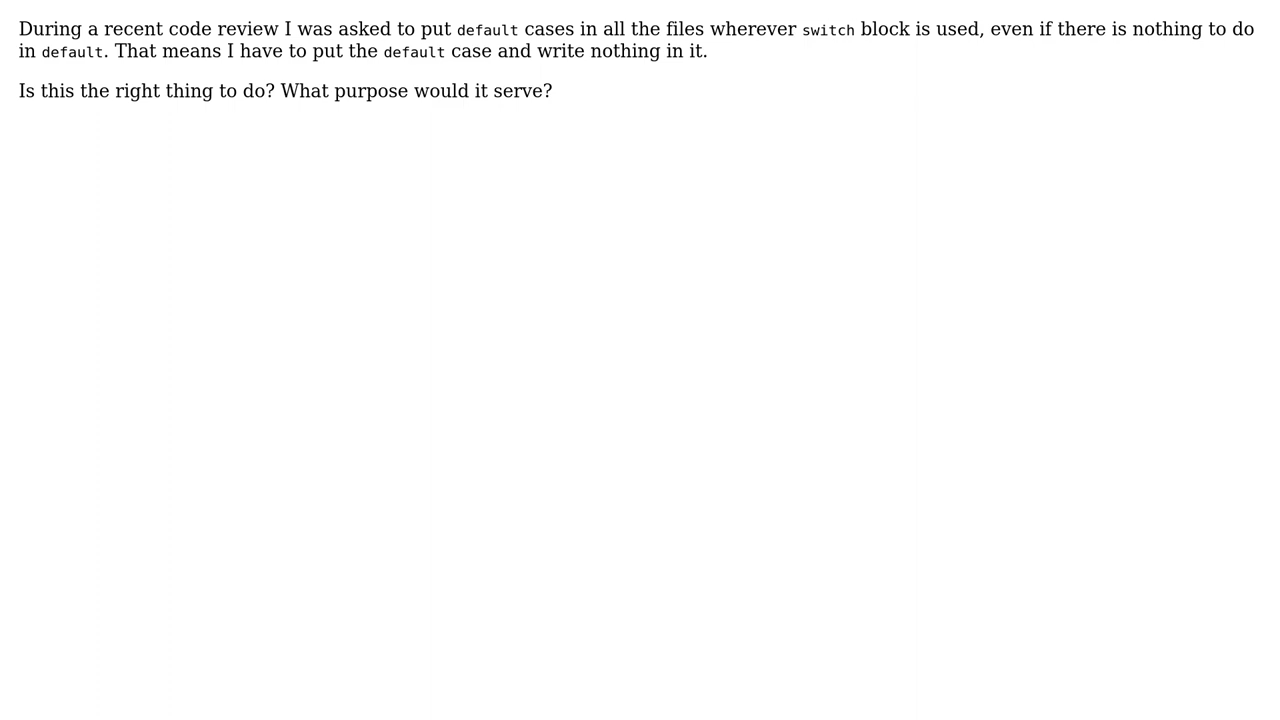 During a recent code review I was asked to put default cases in all the files wherever switch block is used, even if there is nothing to do
in default. That means I have to put the default case and write nothing in it.
Is this the right thing to do? What purpose would it serve?